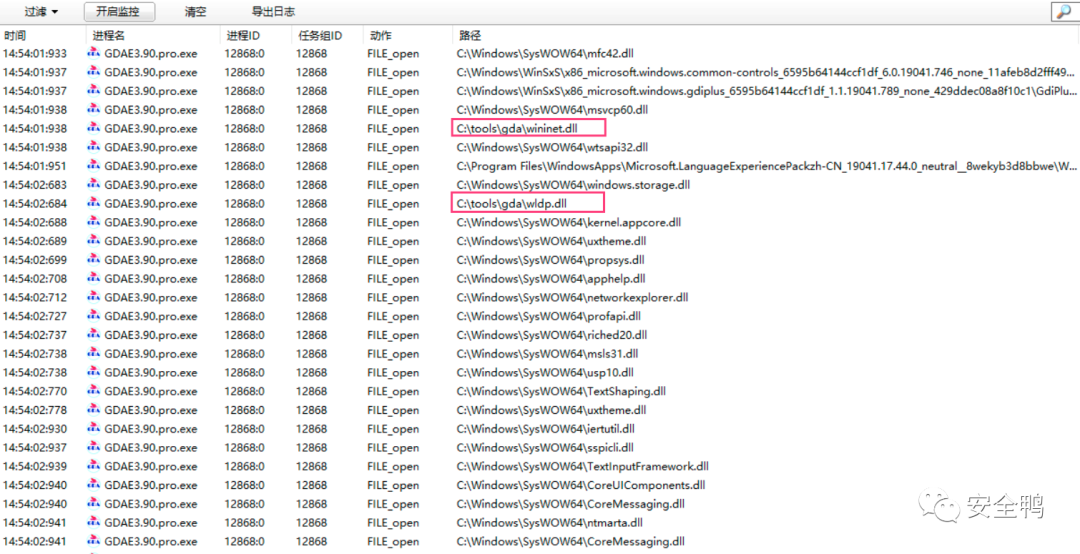 过滤 开启监控 清空 导出日志
时间 进程名 进程ID 任务组ID 动作 路径
14:54:01:933 GDAE3.90.pro.exe 12868:0 12868 FILE_open C:\Windows\SysWOW64\mfc42.dll
14:54:01:937 GDAE3.90.pro.exe 12868:0 12868 FILE_open C:\Windows\WinSxS\x86_microsoft.windows.common-controls_6595b64144ccf1df_6.0.19041.746_none_11afeb8d2fff49...
14:54:01:937 GDAE3.90.pro.exe 12868:0 12868 FILE_open C:\Windows\WinSxS\x86_microsoft.windows.gdiplus_6595b64144ccf1df_1.1.19041.789_none_429ddec08a8f10c1\GdiPlu...
14:54:01:938 GDAE3.90.pro.exe 12868:0 12868 FILE_open C:\Windows\SysWOW64\msvcp60.dll
14:54:01:938 GDAE3.90.pro.exe 12868:0 12868 FILE_open C:\tools\gda\wininet.dll
14:54:01:938 GDAE3.90.pro.exe 12868:0 12868 FILE_open C:\Windows\SysWOW64\wtsapi32.dll
14:54:01:951 GDAE3.90.pro.exe 12868:0 12868 FILE_open C:\Program Files\WindowsApps\Microsoft.LanguageExperiencePackzh-CN_19041.17.44.0_neutral__8wekyb3d8bbwe\W...
14:54:02:683 GDAE3.90.pro.exe 12868:0 12868 FILE_open C:\Windows\SysWOW64\windows.storage.dll
14:54:02:684 GDAE3.90.pro.exe 12868:0 12868 FILE_open C:\tools\gda\wldp.dll
14:54:02:688 GDAE3.90.pro.exe 12868:0 12868 FILE_open C:\Windows\SysWOW64\kernel.appcore.dll
14:54:02:689 GDAE3.90.pro.exe 12868:0 12868 FILE_open C:\Windows\SysWOW64\uxtheme.dll
14:54:02:699 GDAE3.90.pro.exe 12868:0 12868 FILE_open C:\Windows\SysWOW64\propsys.dll
14:54:02:708 GDAE3.90.pro.exe 12868:0 12868 FILE_open C:\Windows\SysWOW64\apphelp.dll
14:54:02:712 GDAE3.90.pro.exe 12868:0 12868 FILE_open C:\Windows\SysWOW64\networkexplorer.dll
14:54:02:727 GDAE3.90.pro.exe 12868:0 12868 FILE_open C:\Windows\SysWOW64\profapi.dll
14:54:02:737 GDAE3.90.pro.exe 12868:0 12868 FILE_open C:\Windows\SysWOW64\riched20.dll
14:54:02:738 GDAE3.90.pro.exe 12868:0 12868 FILE_open C:\Windows\SysWOW64\msls31.dll
14:54:02:738 GDAE3.90.pro.exe 12868:0 12868 FILE_open C:\Windows\SysWOW64\usp10.dll
14:54:02:770 GDAE3.90.pro.exe 12868:0 12868 FILE_open C:\Windows\SysWOW64\TextShaping.dll
14:54:02:778 GDAE3.90.pro.exe 12868:0 12868 FILE_open C:\Windows\SysWOW64\uxtheme.dll
14:54:02:930 GDAE3.90.pro.exe 12868:0 12868 FILE_open C:\Windows\SysWOW64\iertutil.dll
14:54:02:937 GDAE3.90.pro.exe 12868:0 12868 FILE_open C:\Windows\SysWOW64\sspicli.dll
14:54:02:939 GDAE3.90.pro.exe 12868:0 12868 FILE_open C:\Windows\SysWOW64\TextInputFramework.dll
14:54:02:940 GDAE3.90.pro.exe 12868:0 12868 FILE_open C:\Windows\SysWOW64\CoreUIComponents.dll
14:54:02:940 GDAE3.90.pro.exe 12868:0 12868 FILE_open C:\Windows\SysWOW64\CoreMessaging.dll
14:54:02:941 GDAE3.90.pro.exe 12868:0 12868 FILE_open C:\Windows\SysWOW64\ntmarta.dll
14:54:02:941 GDAE3.90.pro.exe 12868:0 12868 FILE_open C:\Windows\SysWOW64\CoreMessaging.dll
安全鸭